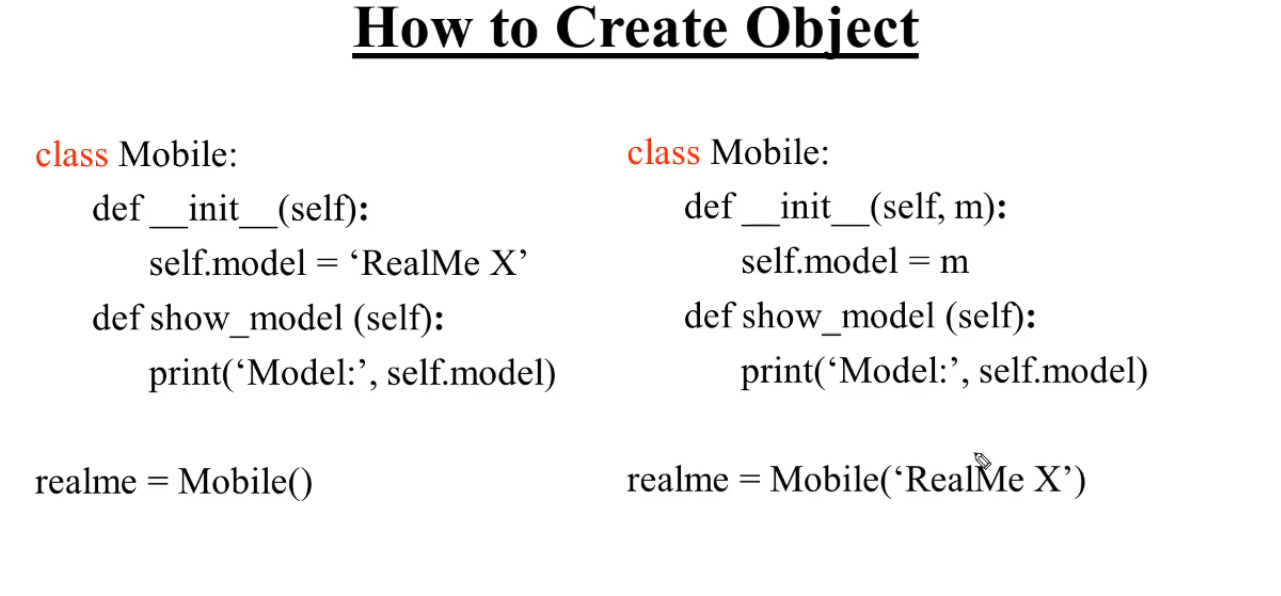 How to Create Object
class Mobile:
def __init__(self):
self.model = ‘RealMe X’
def show_model (self):
print(‘Model:’, self.model)
realme = Mobile()
class Mobile:
def __init__(self, m):
self.model = m
def show_model (self):
print(‘Model:’, self.model)
realme = Mobile(‘RealMe X’)